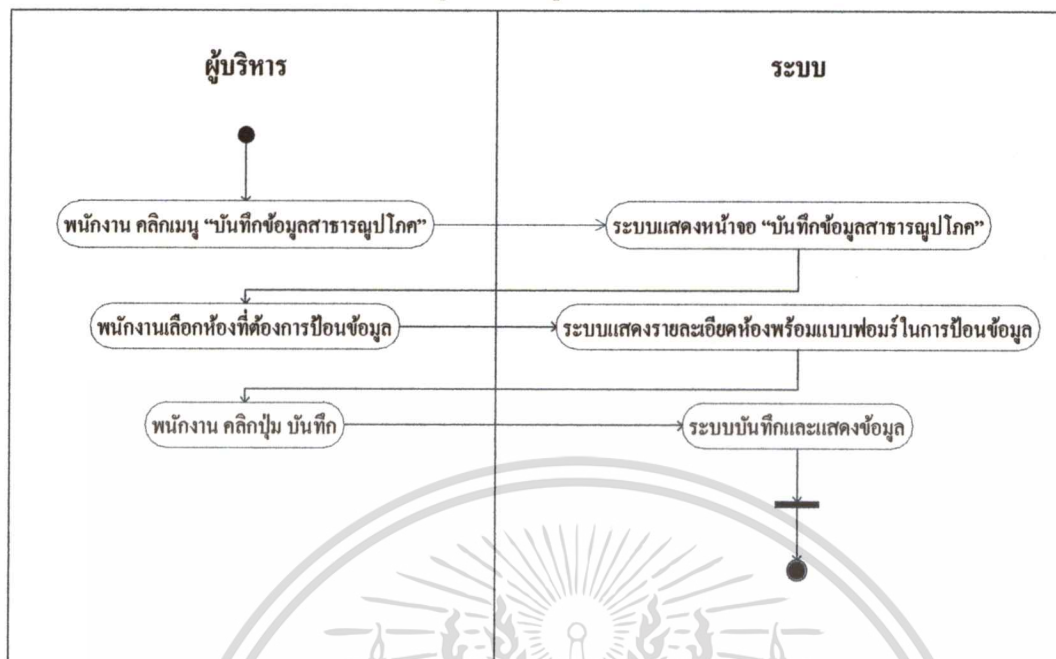 ผู้บริหาร
ระบบ
พนักงาน คลิกเมนู “บันทึกข้อมูลสาธารณูปโภค”
ระบบแสดงหน้าจอ “บันทึกข้อมูลสาธารณูปโภค”
พนักงานเลือกห้องที่ต้องการป้อนข้อมูล
ระบบแสดงรายละเอียดห้องพร้อมแบบฟอมร์ในการป้อนข้อมูล
พนักงาน คลิกปุ่ม บันทึก
ระบบบันทึกและแสดงข้อมูล